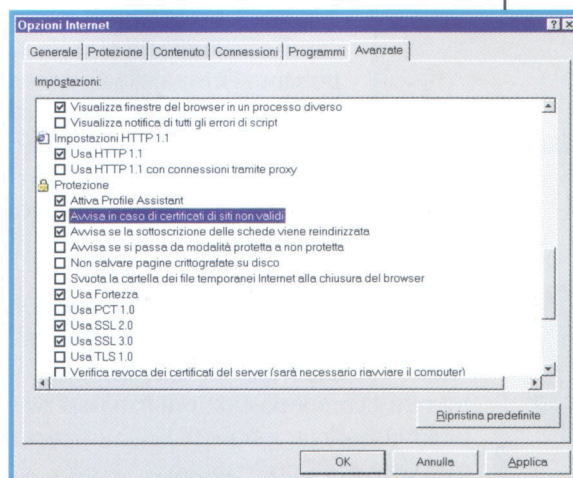 Opzioni Internet
Generale Protezione Contenuto Connessioni Programmi Avanzate
Impostazioni:
Visualizza finestre del browser in un processo diverso
Visualizza notifica di tutti gli errori di script
Impostazioni HTTP 1.1
Usa HTTP 1.1
Usa HTTP 1.1 con connessioni tramite proxy
Protezione
Attiva Profile Assistant
Avvisa in caso di certificati di siti non validi
Avvisa se la sottoscrizione delle schede viene reindirizzata
Avvisa se si passa da modalità protetta a non protetta
Non salvare pagine crittografate su disco
Svuota la cartella dei file temporanei Internet alla chiusura del browser
Usa Fortezza
Usa PCT 1.0
Usa SSL 2.0
Usa SSL 3.0
Usa TLS 1.0
Verifica revoca dei certificati del server (sarà necessario riavviare il computer)
Ripristina predefinite
OK Annulla Applica